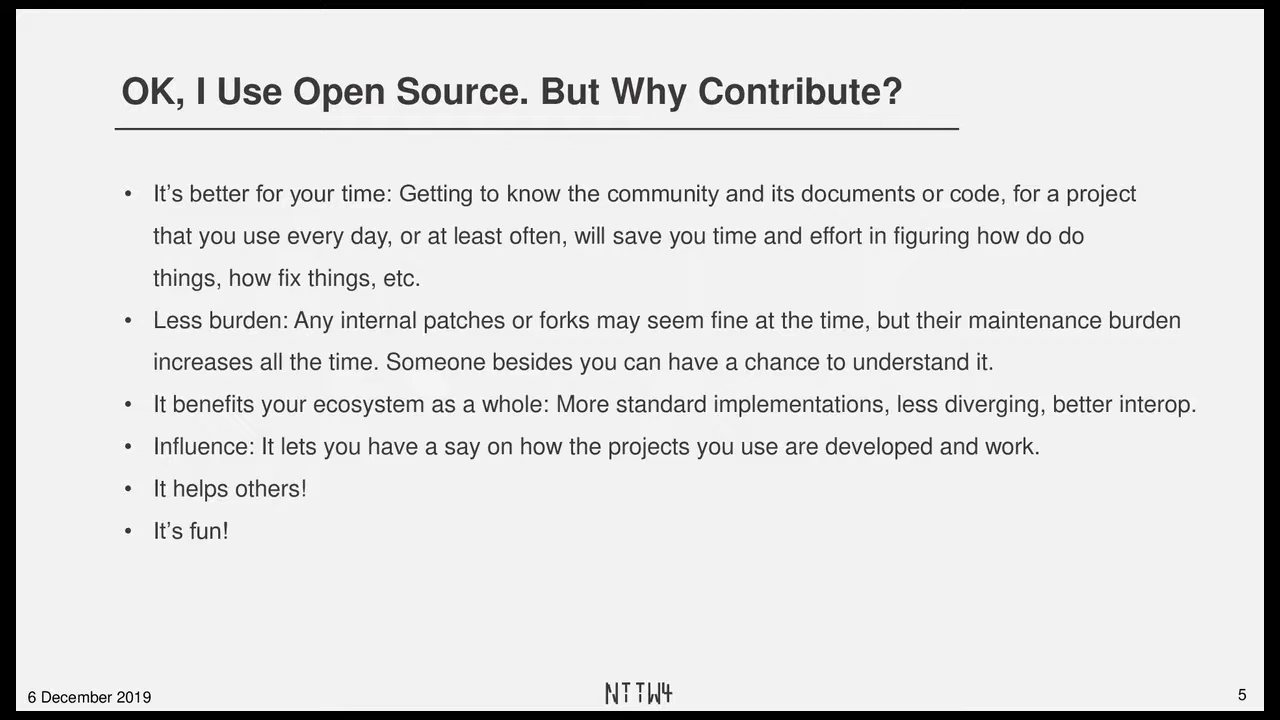 OK, I Use Open Source. But Why Contribute?
• It’s better for your time: Getting to know the community and its documents or code, for a project
that you use every day, or at least often, will save you time and effort in figuring how do do
things, how fix things, etc.
• Less burden: Any internal patches or forks may seem fine at the time, but their maintenance burden
increases all the time. Someone besides you can have a chance to understand it.
• It benefits your ecosystem as a whole: More standard implementations, less diverging, better interop.
• Influence: It lets you have a say on how the projects you use are developed and work.
• It helps others!
• It’s fun!
6 December 2019
NTTW4
5